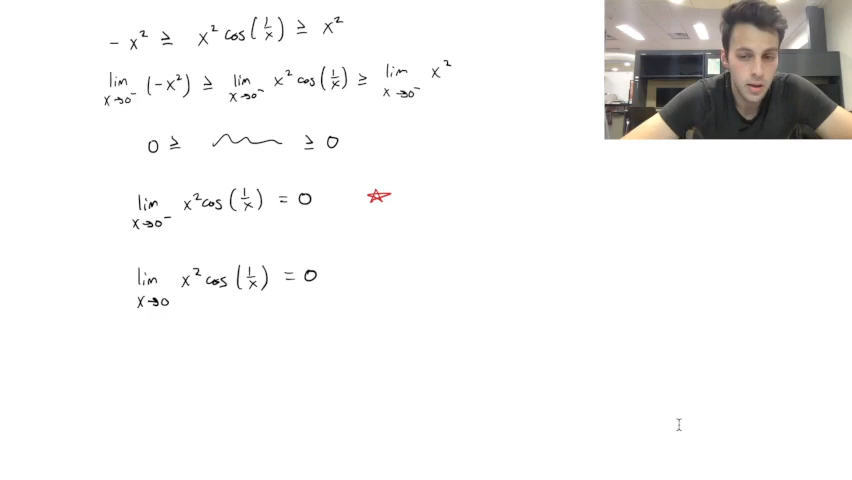 - x² ≥ x² cos(1/x) ≥ x²
lim x→0⁻ (-x²) ≥ lim x→0⁻ x² cos(1/x) ≥ lim x→0⁻ x²
0 ≥ ≥ 0
lim x→0⁻ x² cos(1/x) = 0
lim x→0 x² cos(1/x) = 0